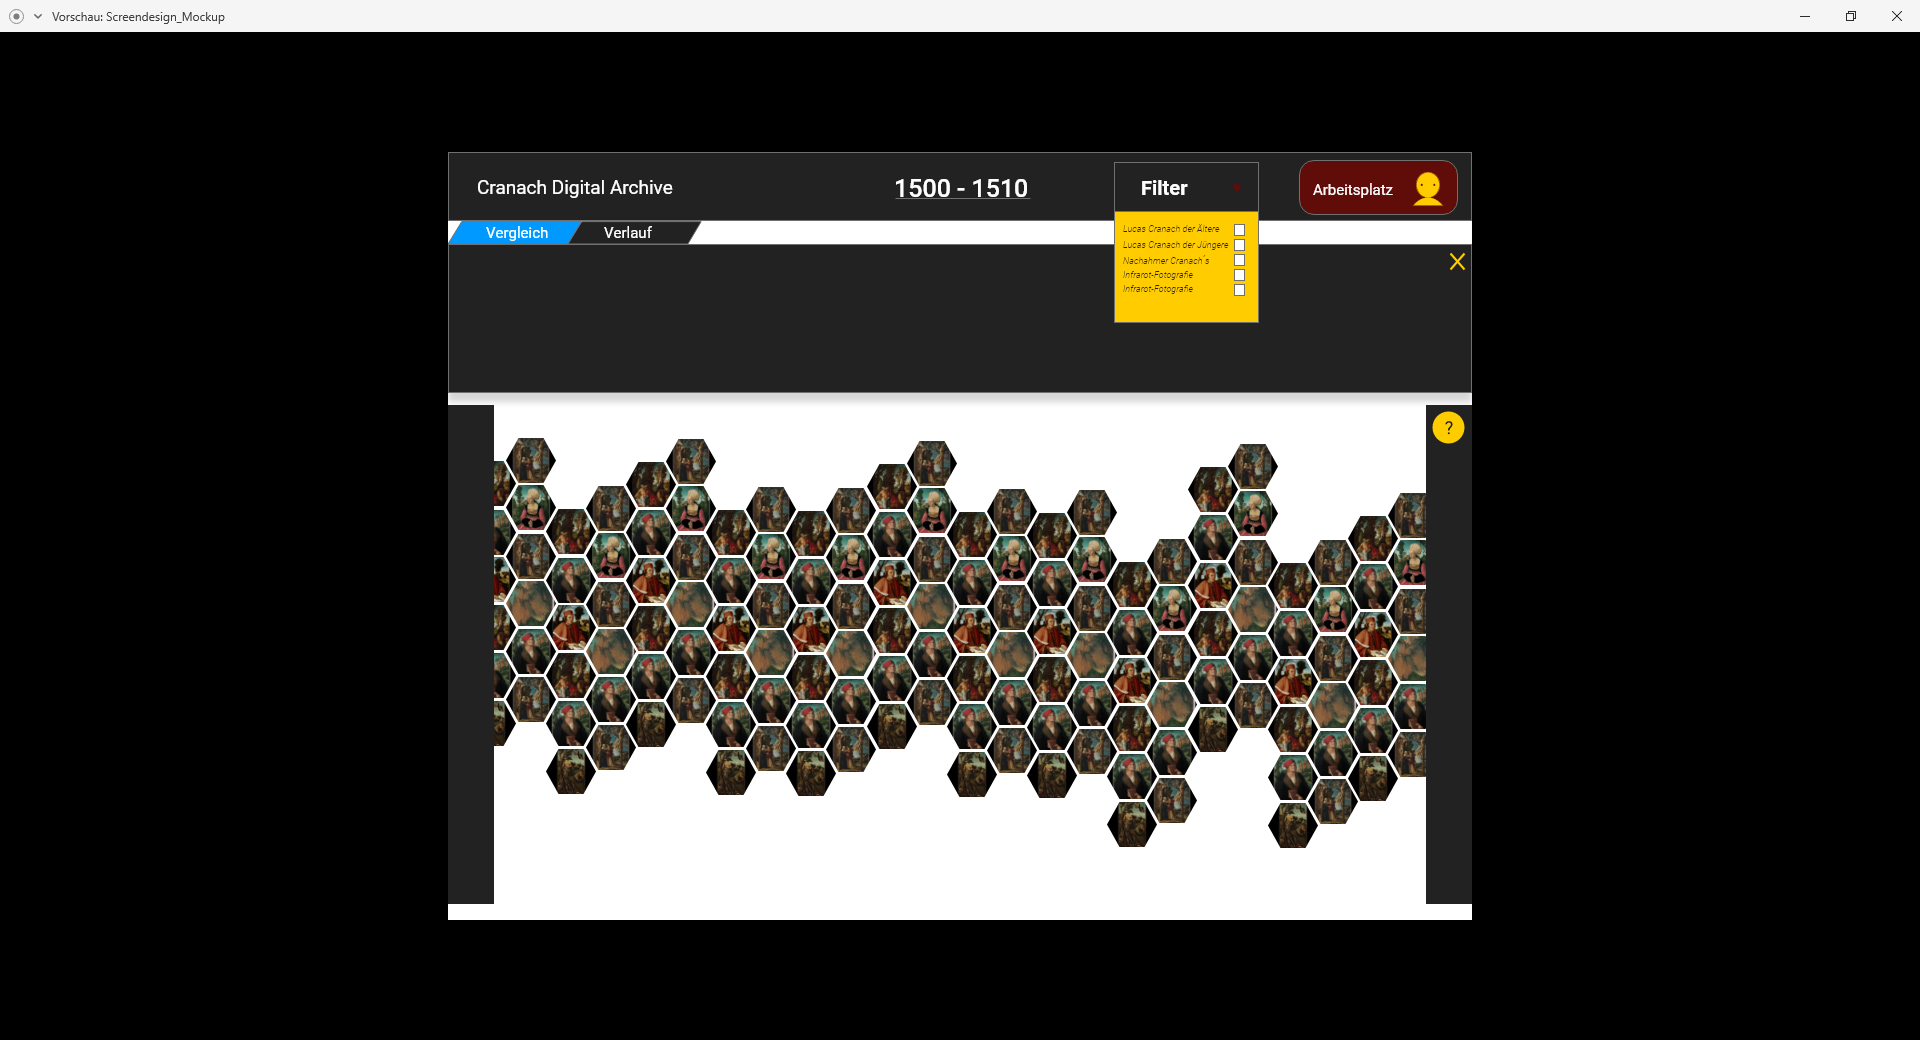 Vorschau: Screendesign_Mockup
Cranach Digital Archive
1500 - 1510
Filter
Arbeitsplatz
Vergleich
Verlauf
Lucas Cranach der Ältere
Lucas Cranach der Jüngere
Nachahmer Cranach´s
Infrarot-Fotografie
Infrarot-Fotografie
X
?